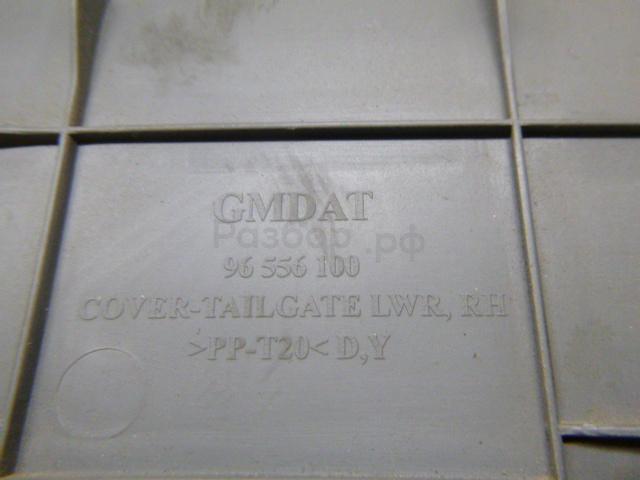 GMDAT
Разбор.рф
96 556 100
COVER-TAILGATE LWR, RH
>PP-T20< D,Y